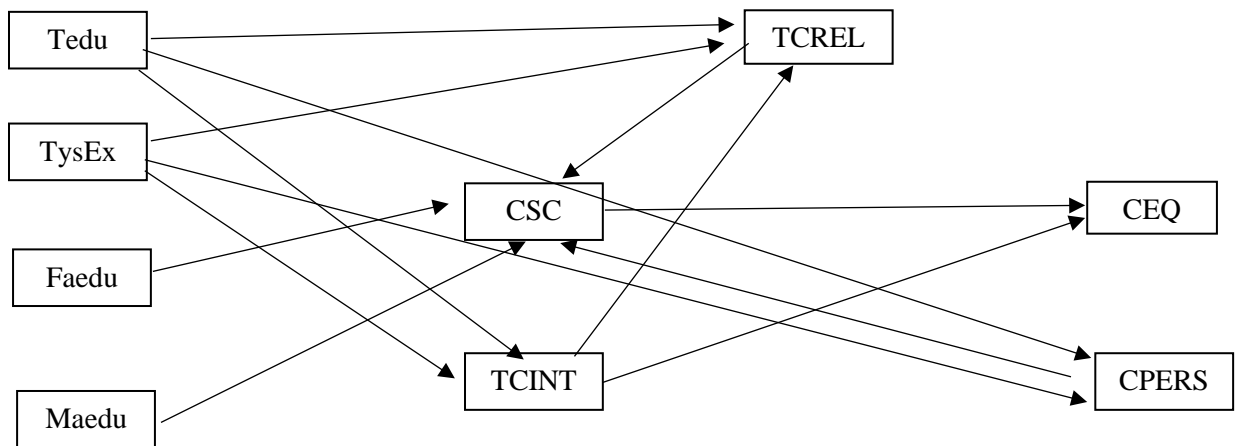 Tedu
TCREL
TysEx
CSC
CEQ
Faedu
TCINT
CPERS
Maedu